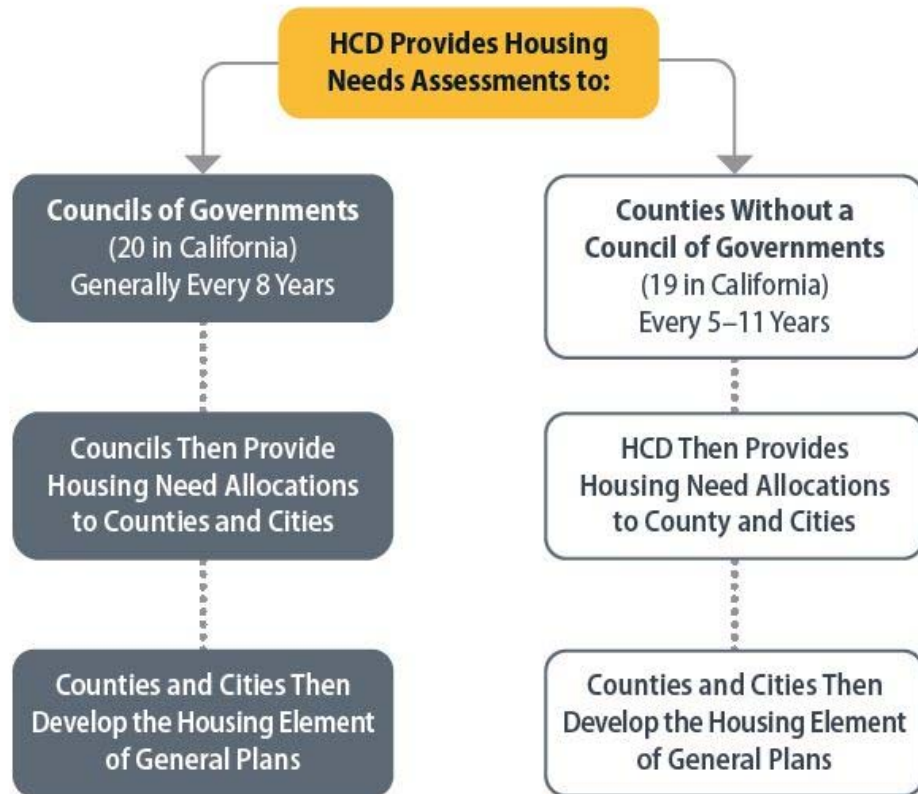 HCD Provides Housing
Needs Assessments to:
Councils of Governments
(20 in California)
Generally Every 8 Years
Counties Without a
Council of Governments
(19 in California)
Every 5–11 Years
Councils Then Provide
Housing Need Allocations
to Counties and Cities
HCD Then Provides
Housing Need Allocations
to County and Cities
Counties and Cities Then
Develop the Housing Element
of General Plans
Counties and Cities Then
Develop the Housing Element
of General Plans